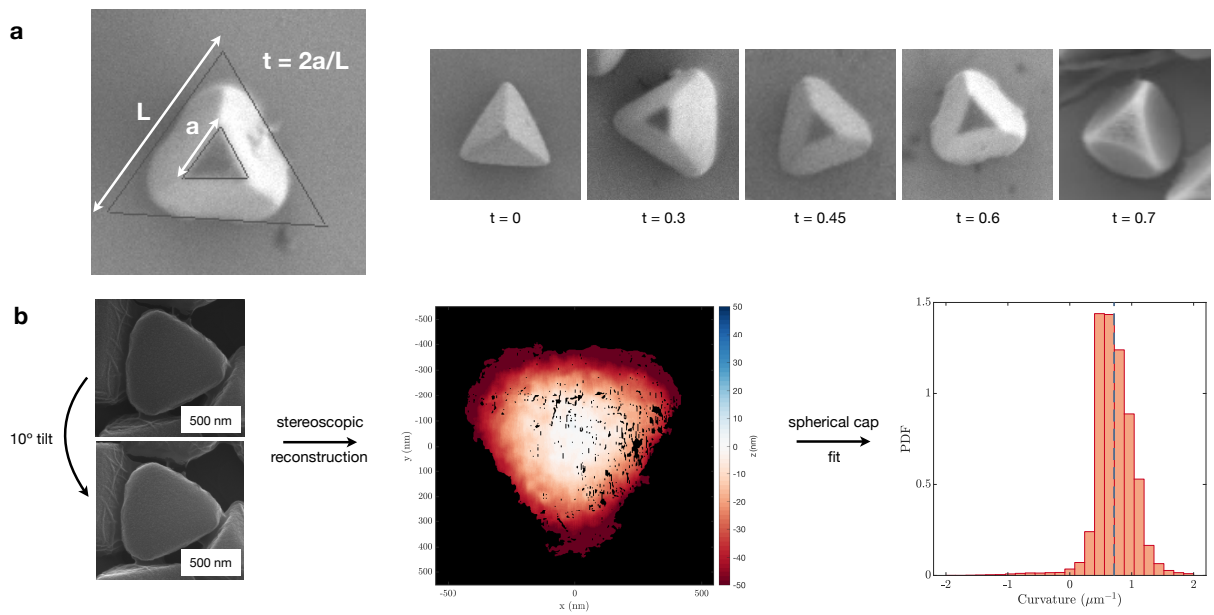 a
t = 2a/L
L
a
t = 0
t = 0.3
t = 0.45
t = 0.6
t = 0.7
b
10º tilt
500 nm
500 nm
stereoscopic
reconstruction
-500
-400
-300
-200
-100
0
100
200
300
400
500
y (nm)
-500
0
500
x (nm)
50
40
30
20
10
0
-10
-20
-30
-40
-50
z (nm)
spherical cap
fit
1.5
1
0.5
0
PDF
-2
-1
0
1
2
Curvature (μm⁻¹)